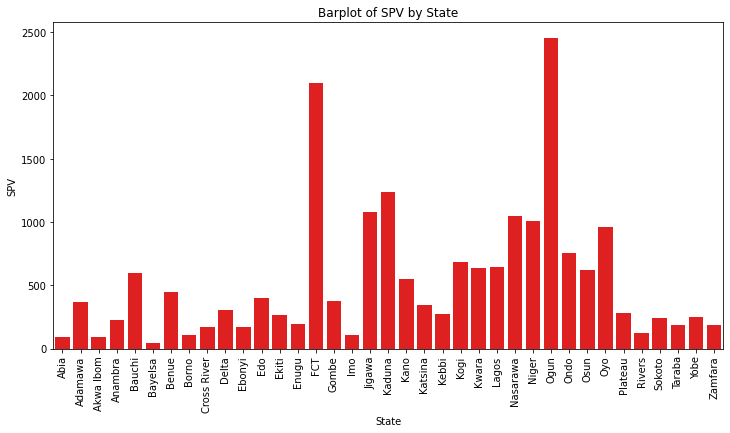 Barplot of SPV by State
2500
2000
1500
1000
500
0
SPV
Abia
Adamawa
Akwa Ibom
Anambra
Bauchi
Bayelsa
Benue
Borno
Cross River
Delta
Ebonyi
Edo
Ekiti
Enugu
FCT
Gombe
Imo
Jigawa
Kaduna
Kano
Katsina
Kebbi
Kogi
Kwara
Lagos
Nasarawa
Niger
Ogun
Ondo
Osun
Oyo
Plateau
Rivers
Sokoto
Taraba
Yobe
Zamfara
State